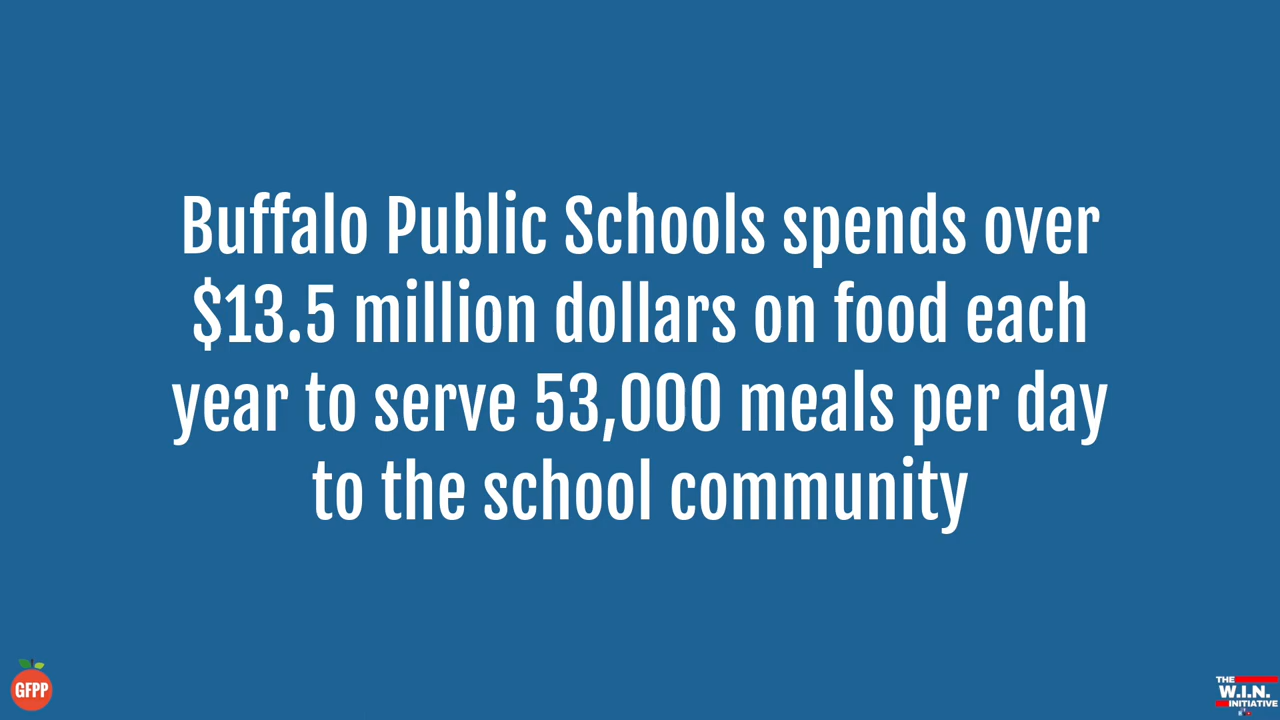 Buffalo Public Schools spends over
$13.5 million dollars on food each
year to serve 53,000 meals per day
to the school community
GFPP
THE
W.I.N.
INITIATIVE